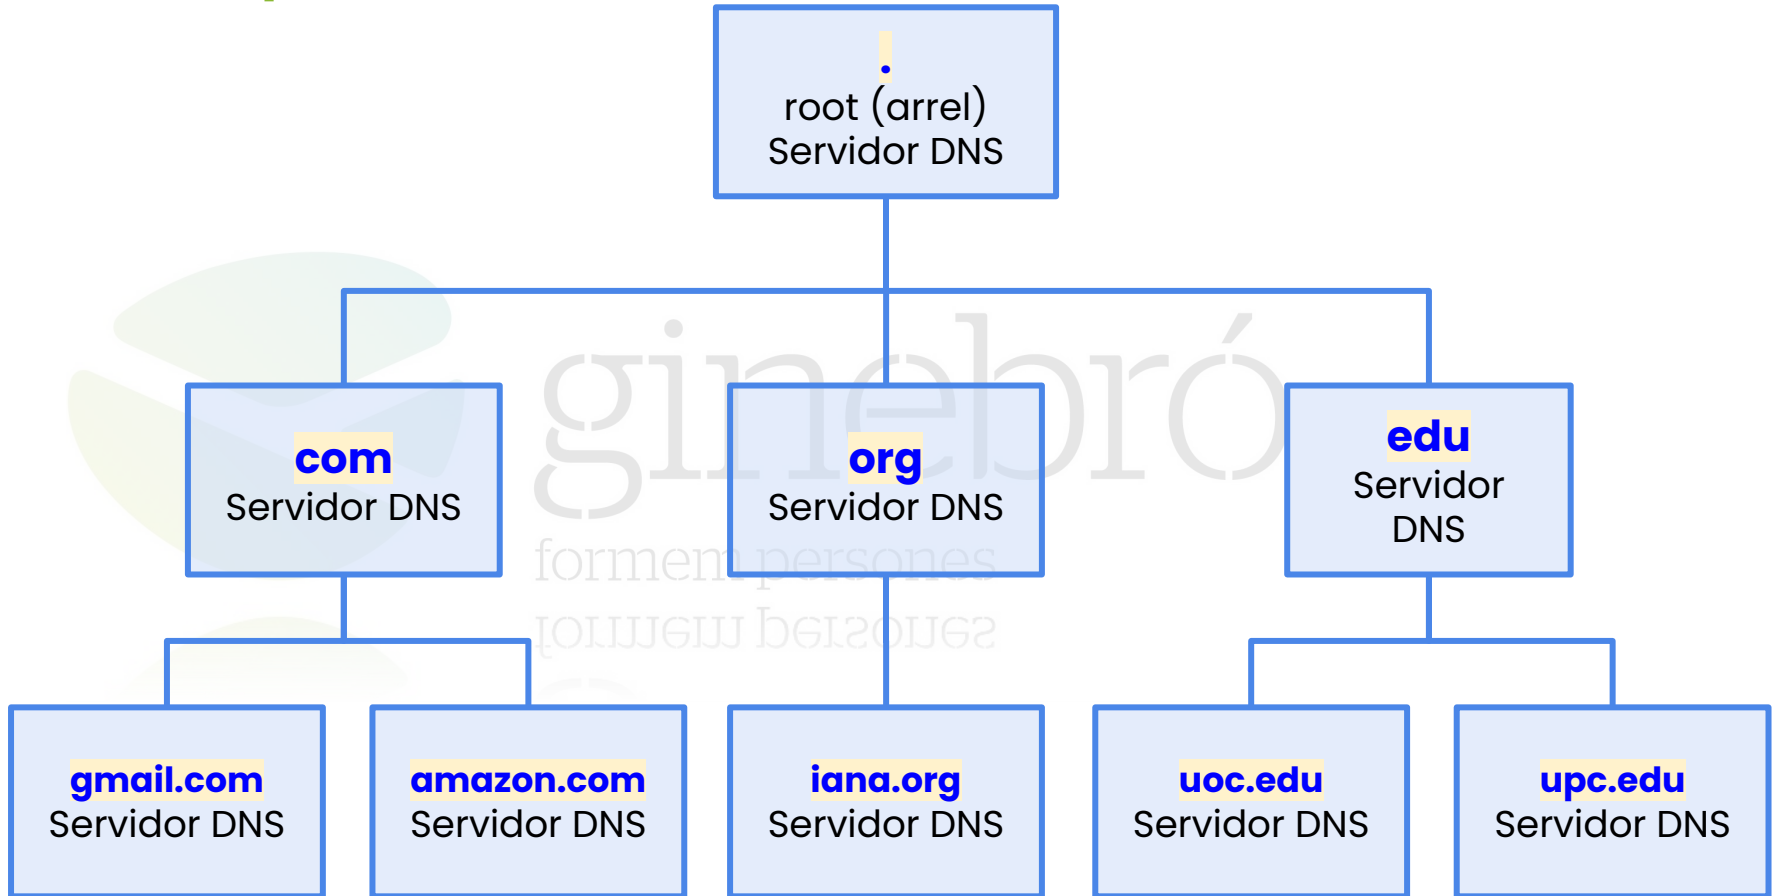 .
root (arrel)
Servidor DNS
ginebró
formem persones
formem persones
com
Servidor DNS
org
Servidor DNS
edu
Servidor
DNS
gmail.com
Servidor DNS
amazon.com
Servidor DNS
iana.org
Servidor DNS
uoc.edu
Servidor DNS
upc.edu
Servidor DNS